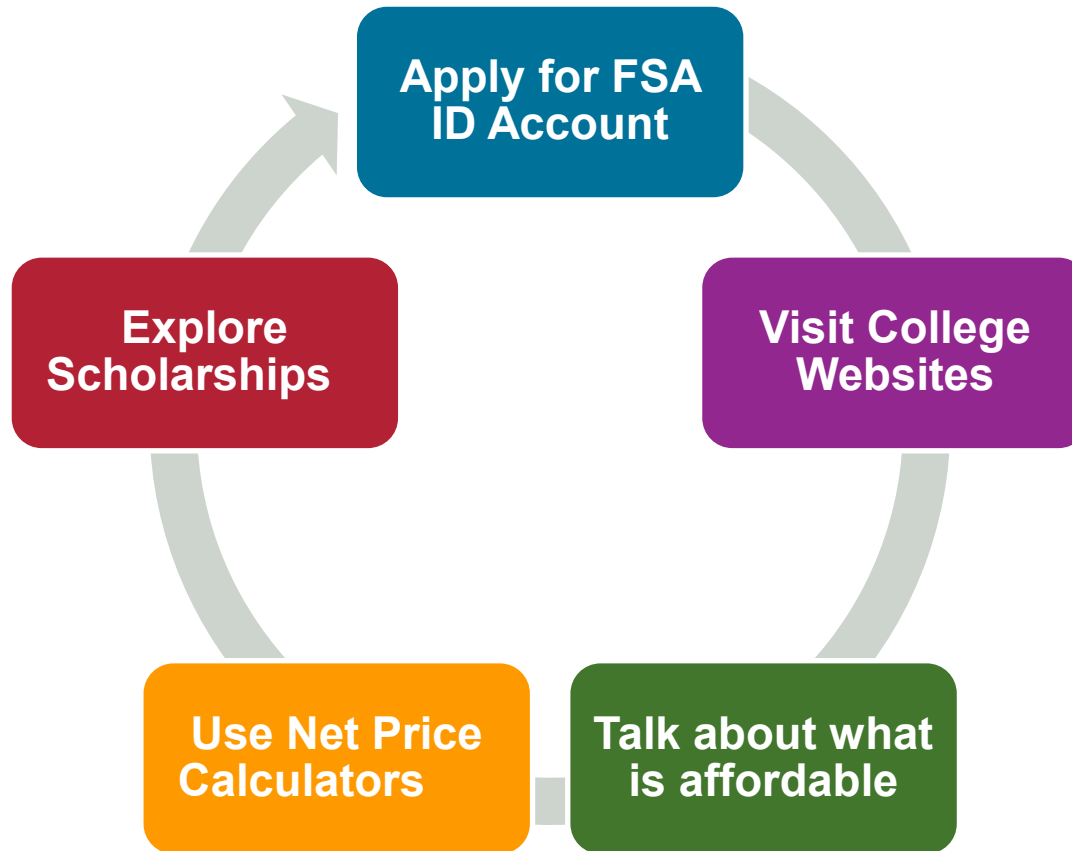 Apply for FSA
ID Account
Visit College
Websites
Talk about what
is affordable
Use Net Price
Calculators
Explore
Scholarships